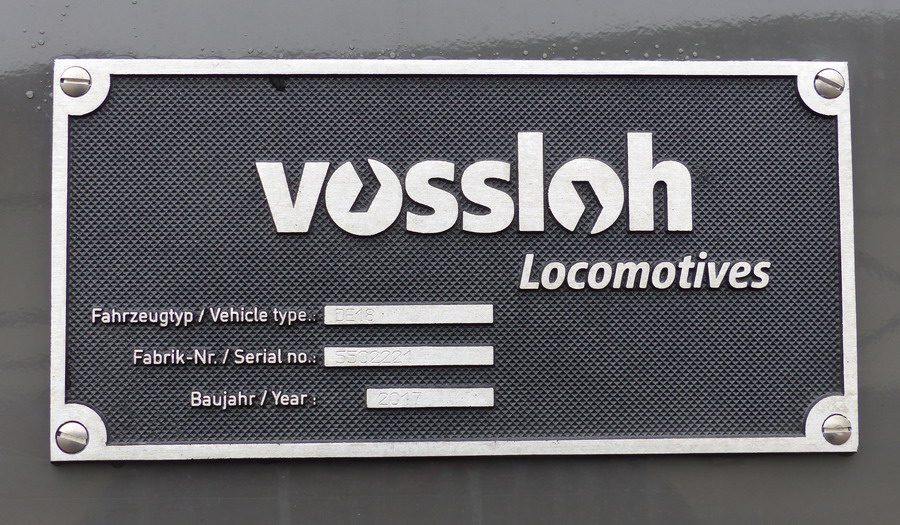 vossloh
Locomotives
Fahrzeugtyp / Vehicle type.: DE18
Fabrik-Nr. / Serial no.: 5502221
Baujahr / Year : 2017